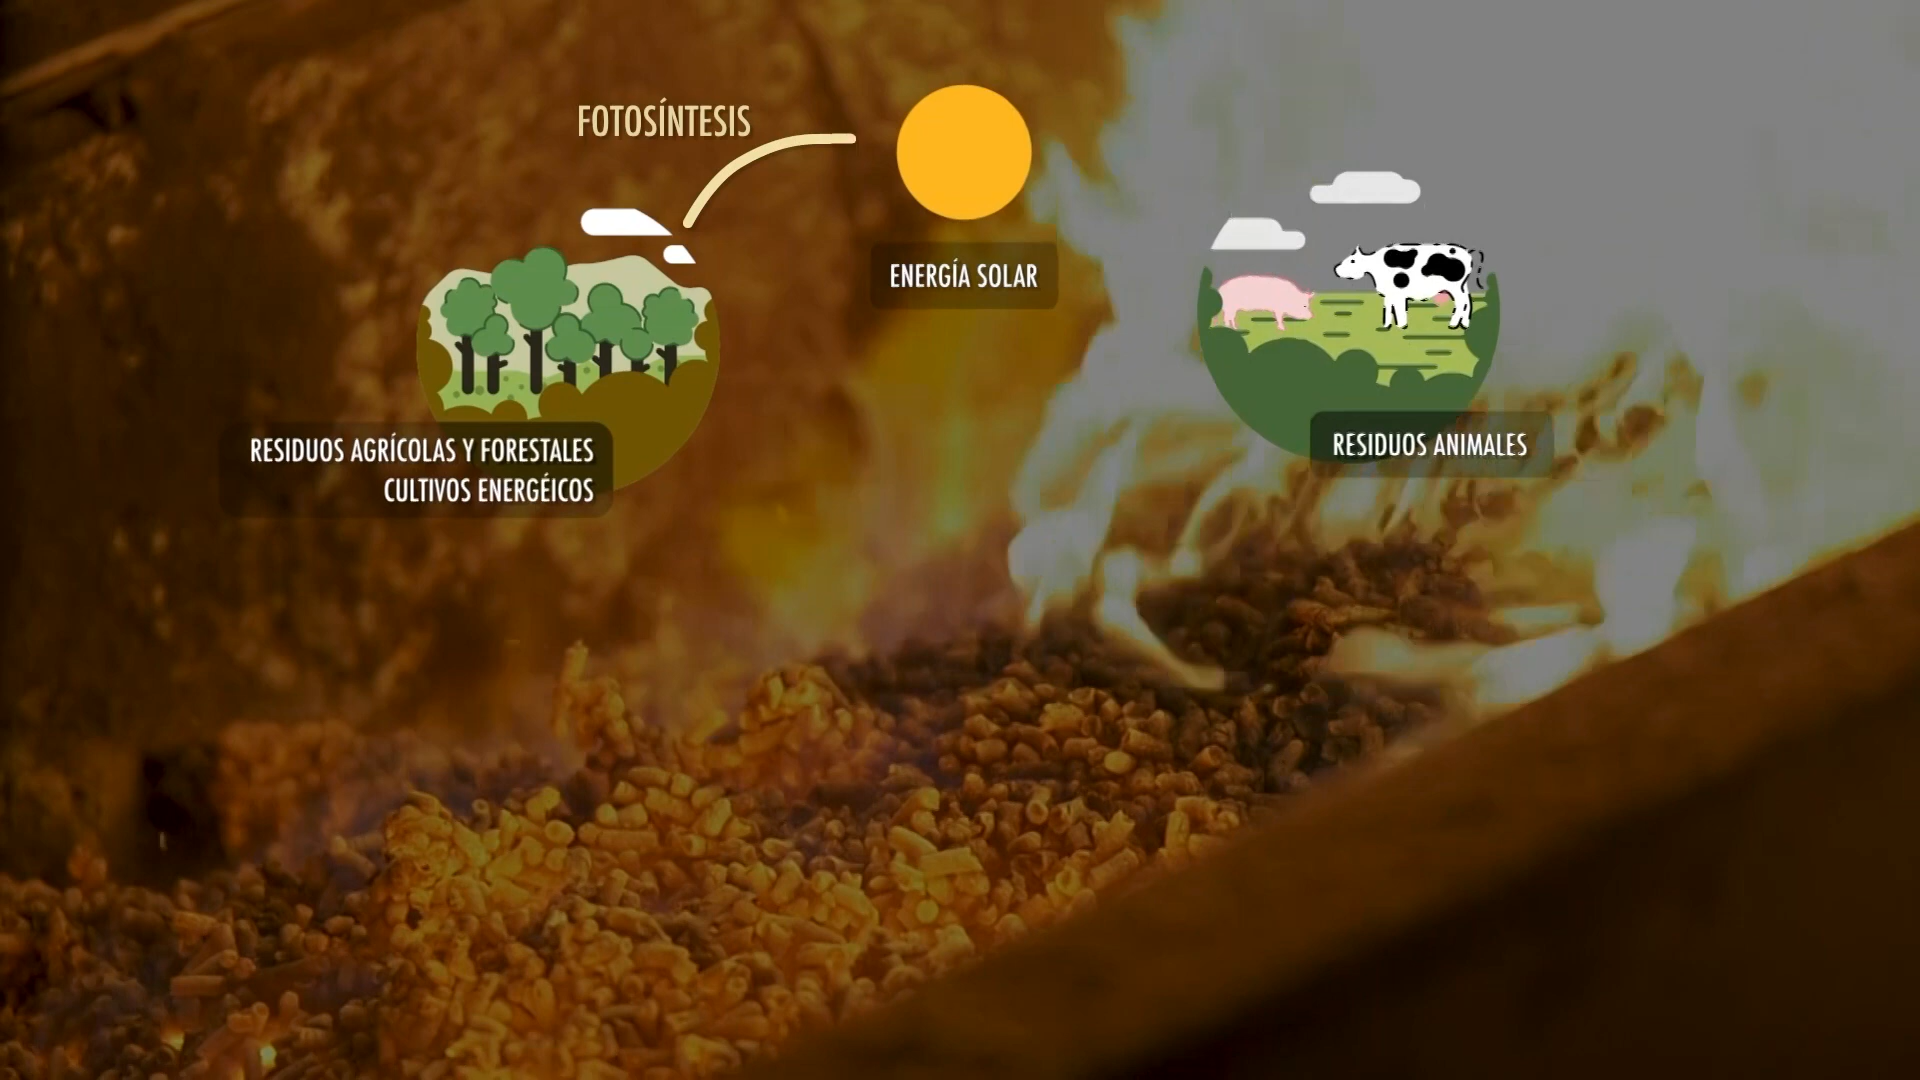 FOTOSÍNTESIS
ENERGÍA SOLAR
RESIDUOS AGRÍCOLAS Y FORESTALES
CULTIVOS ENERGÉICOS
RESIDUOS ANIMALES